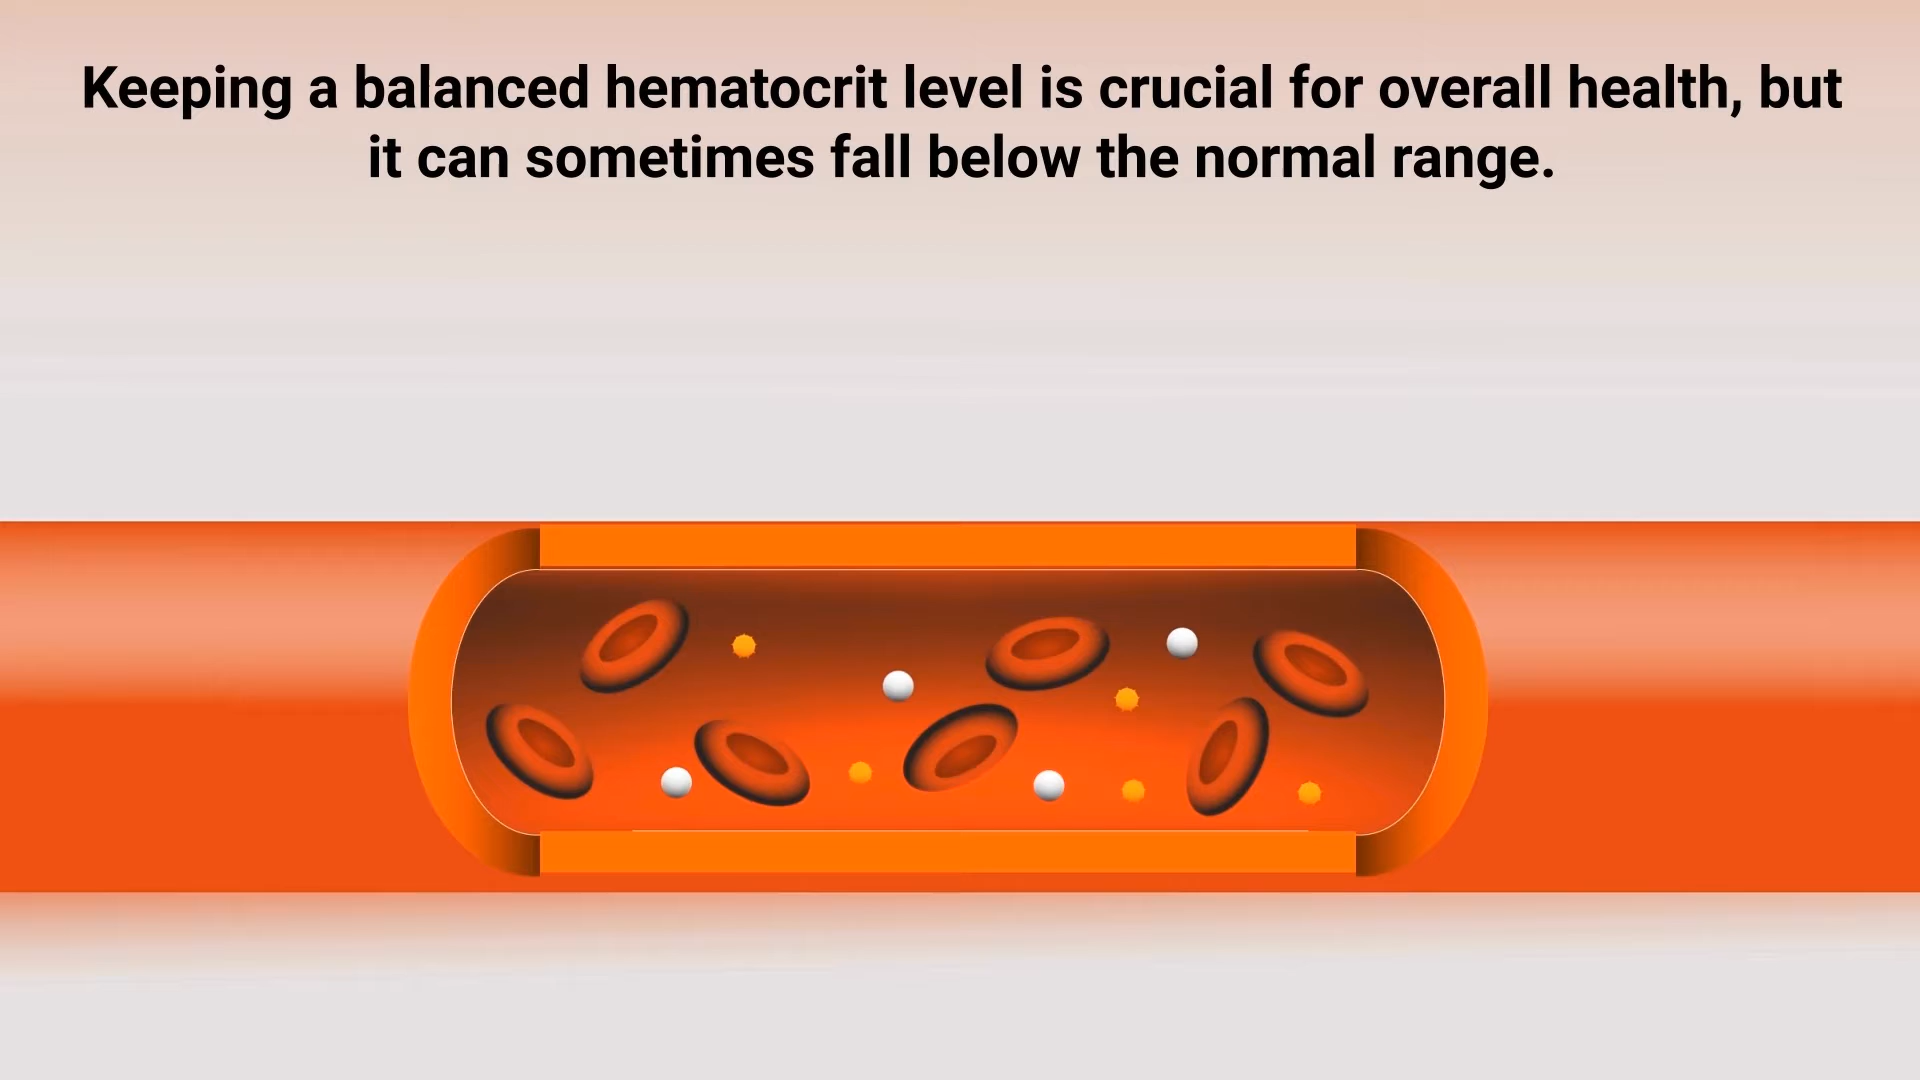 Keeping a balanced hematocrit level is crucial for overall health, but
it can sometimes fall below the normal range.